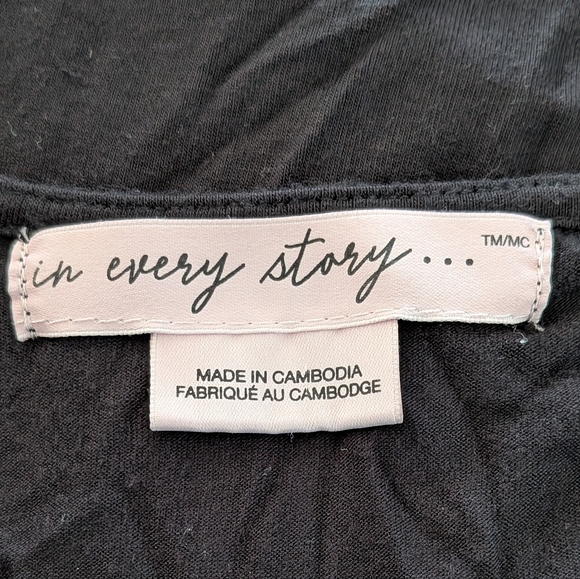 in every story... TM/MC
MADE IN CAMBODIA
FABRIQUÉ AU CAMBODGE